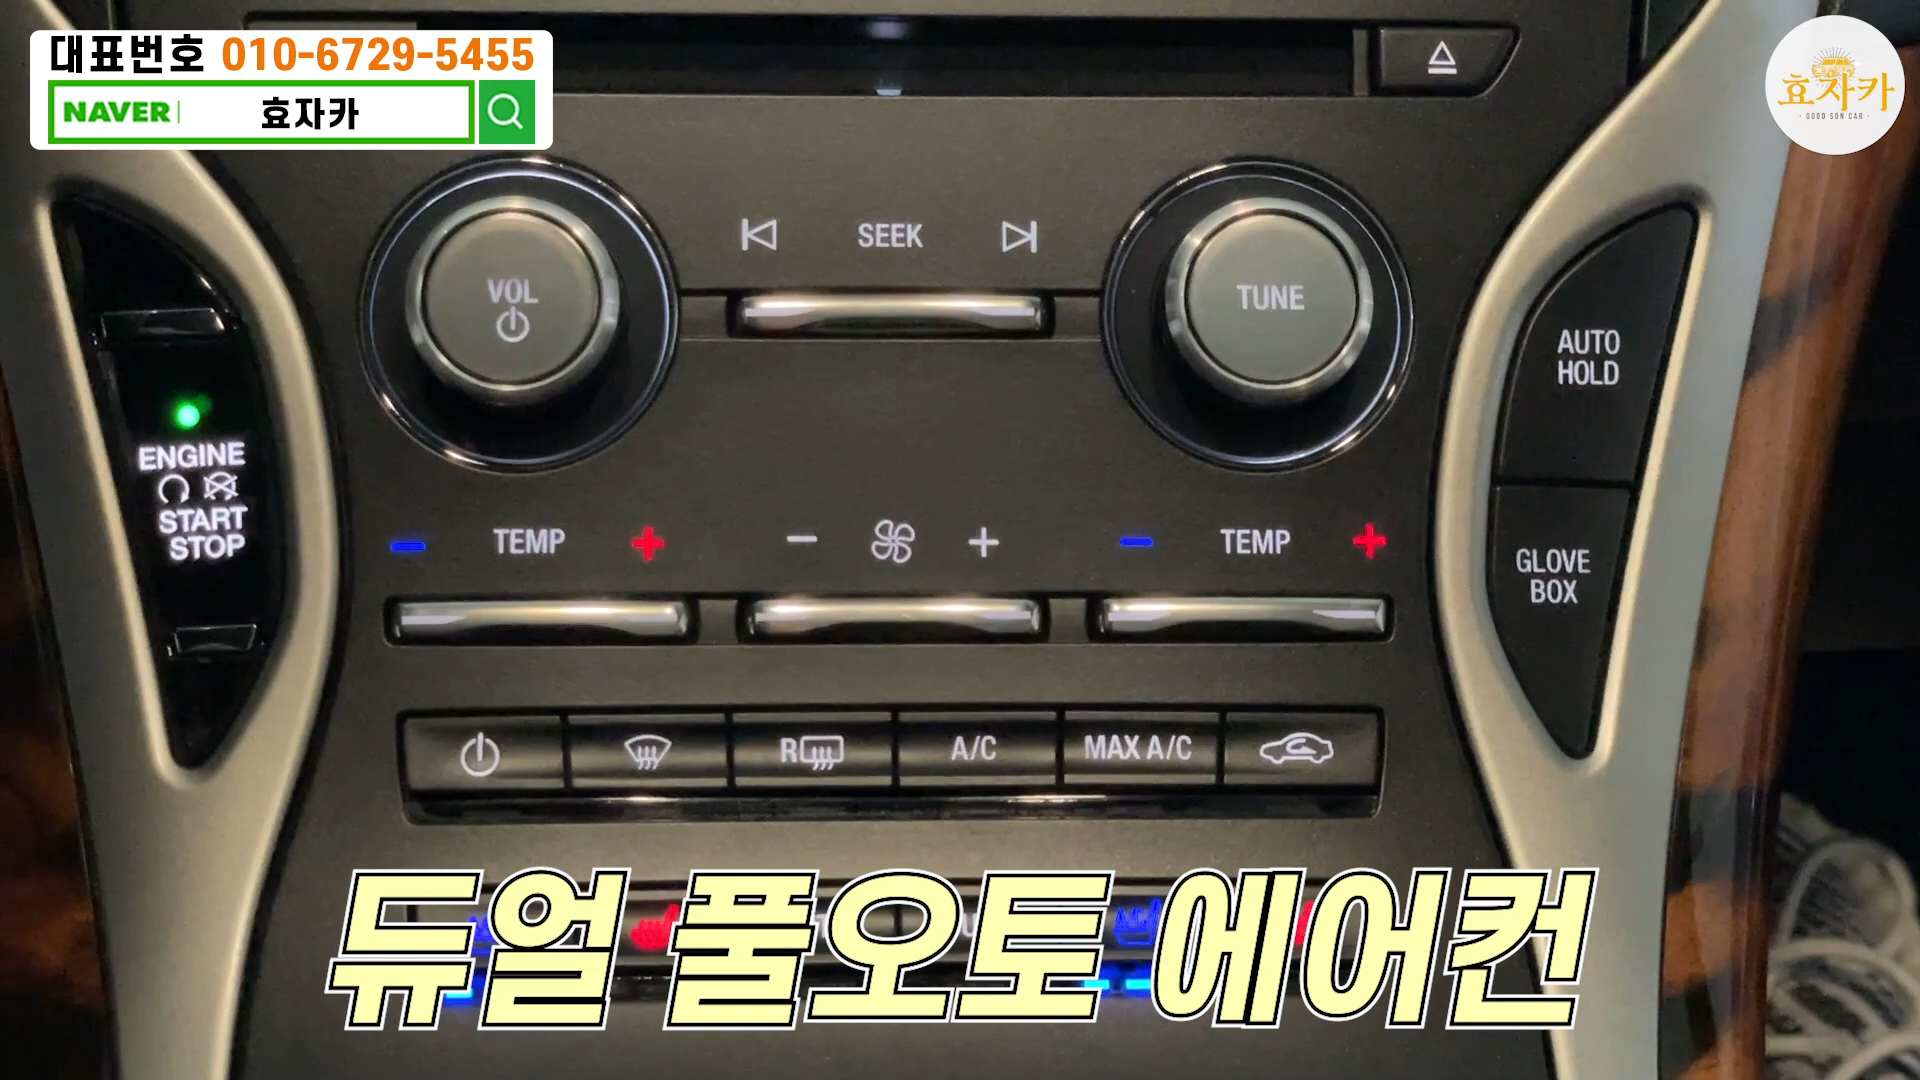 대표번호 010-6729-5455
NAVER 효자카
효자카
- GOOD SON CAR -
VOL
SEEK
TUNE
AUTO
HOLD
ENGINE
START
STOP
TEMP
TEMP
GLOVE
BOX
R
A/C
MAX A/C
듀얼 풀오토 에어컨